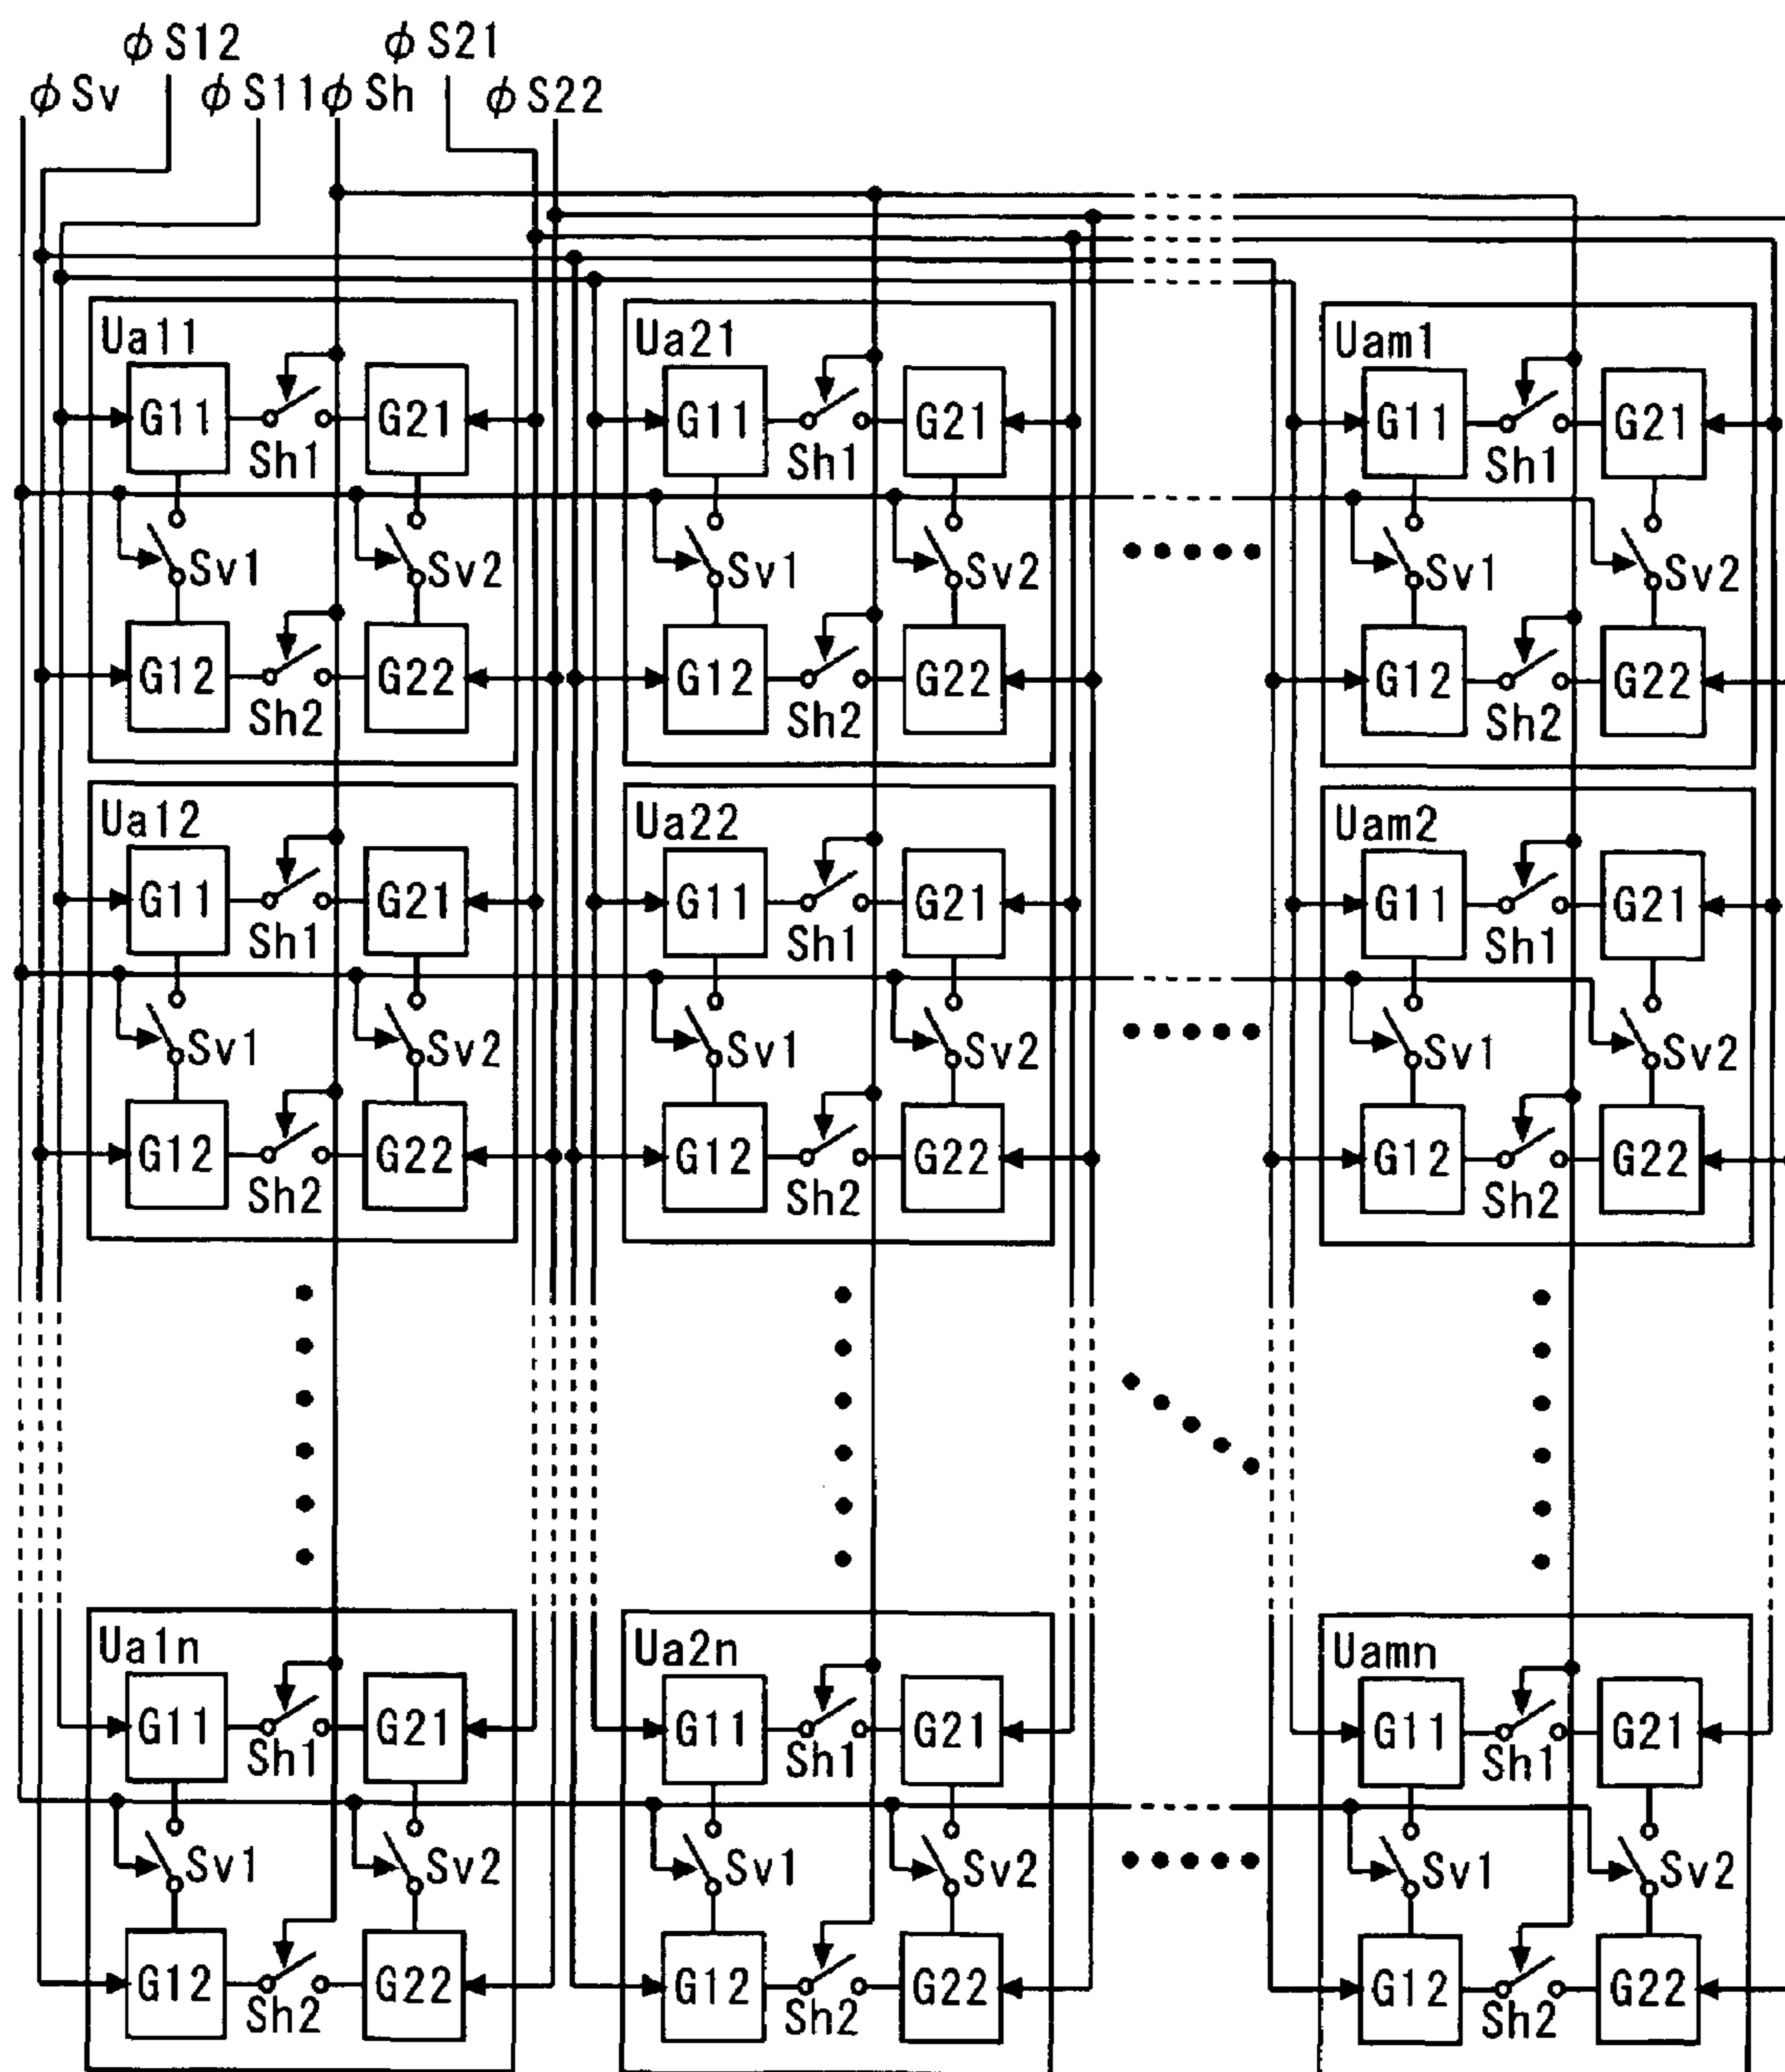 φS12 φS21
φSv φS11 φSh φS22
Ua11 Ua21 Uam1
G11 G21 G11 G21 G11 G21
Sh1 Sh1 Sh1
Sv1 Sv2 Sv1 Sv2 Sv1 Sv2
G12 G22 G12 G22 G12 G22
Sh2 Sh2 Sh2
Ua12 Ua22 Uam2
G11 G21 G11 G21 G11 G21
Sh1 Sh1 Sh1
Sv1 Sv2 Sv1 Sv2 Sv1 Sv2
G12 G22 G12 G22 G12 G22
Sh2 Sh2 Sh2
Ua1n Ua2n Uamn
G11 G21 G11 G21 G11 G21
Sh1 Sh1 Sh1
Sv1 Sv2 Sv1 Sv2 Sv1 Sv2
G12 G22 G12 G22 G12 G22
Sh2 Sh2 Sh2